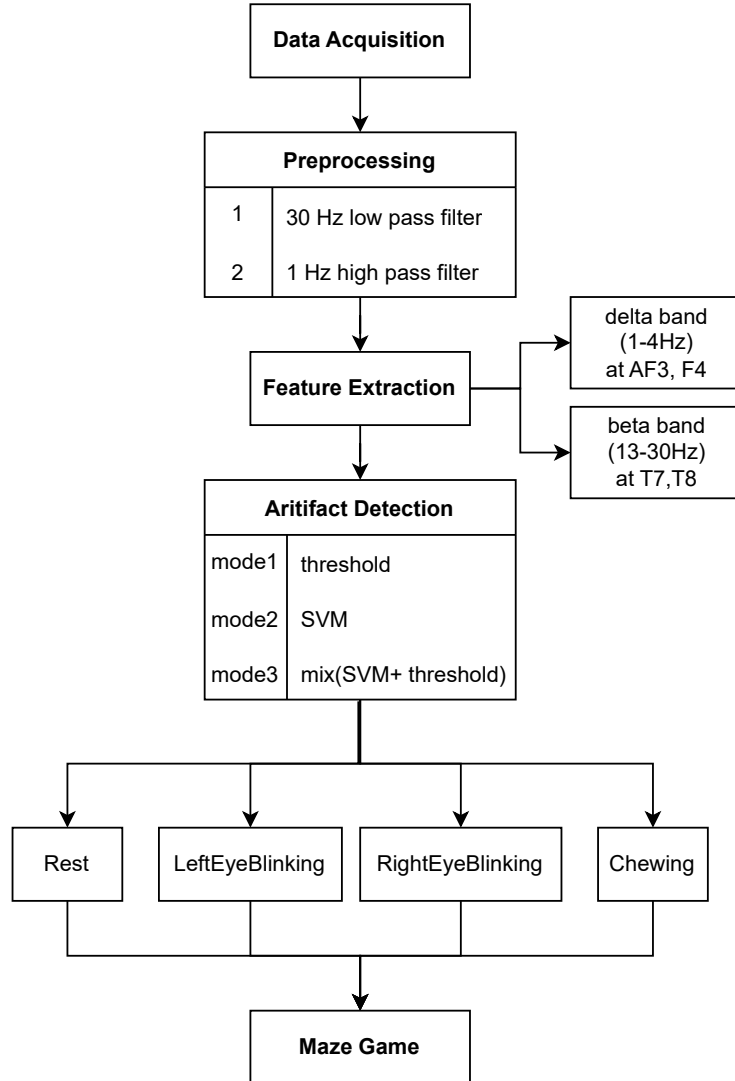 Data Acquisition
Preprocessing
1 30 Hz low pass filter
2 1 Hz high pass filter
Feature Extraction
delta band
(1-4Hz)
at AF3, F4
beta band
(13-30Hz)
at T7,T8
Aritifact Detection
mode1 threshold
mode2 SVM
mode3 mix(SVM+ threshold)
Rest
LeftEyeBlinking
RightEyeBlinking
Chewing
Maze Game